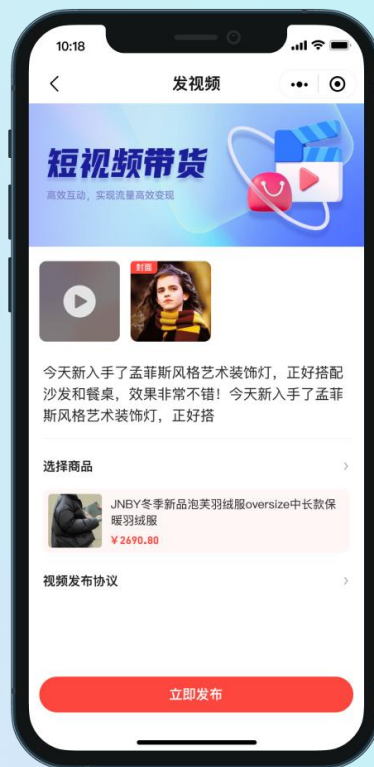 10:18
发视频
短视频带货
高效互动，实现流量高效变现
封面
今天新入手了孟菲斯风格艺术装饰灯，正好搭配
沙发和餐桌，效果非常不错！今天新入手了孟菲
斯风格艺术装饰灯，正好搭
选择商品
JNBY冬季新品泡芙羽绒服oversize中长款保
暖羽绒服
￥2690.80
视频发布协议
立即发布